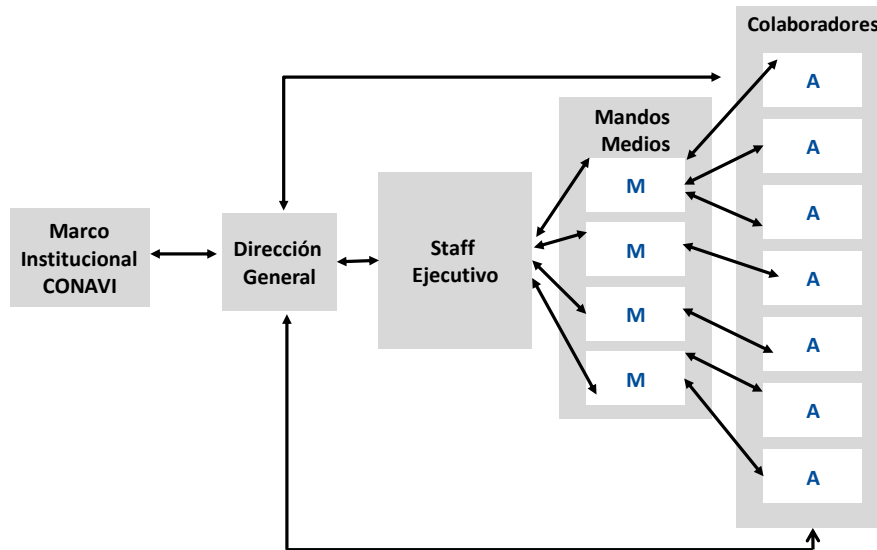 Marco
Institucional
CONAVI
Dirección
General
Staff
Ejecutivo
Mandos
Medios
M
M
M
M
Colaboradores
A
A
A
A
A
A
A